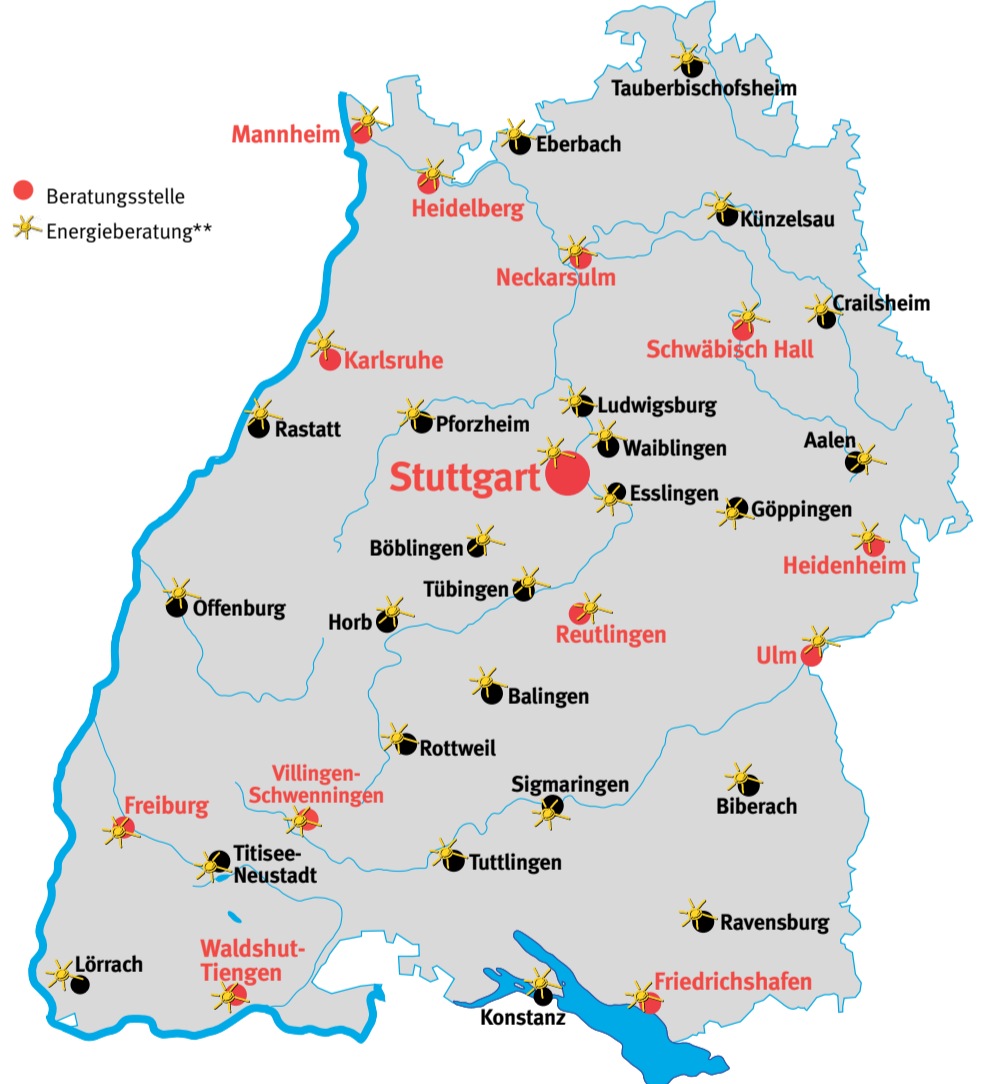 Tauberbischofsheim
Mannheim
Eberbach
Beratungsstelle
Heidelberg
Künzelsau
Energieberatung**
Neckarsulm
Crailsheim
Schwäbisch Hall
Karlsruhe
Ludwigsburg
Pforzheim
Rastatt
Aalen
Waiblingen
Stuttgart
Esslingen
Göppingen
Böblingen
Heidenheim
Tübingen
Offenburg
Horb
Reutlingen
Ulm
Balingen
Rottweil
Villingen-
Schwenningen
Sigmaringen
Freiburg
Biberach
Titisee-
Neustadt
Tuttlingen
Ravensburg
Waldshut-
Tiengen
Lörrach
Friedrichshafen
Konstanz